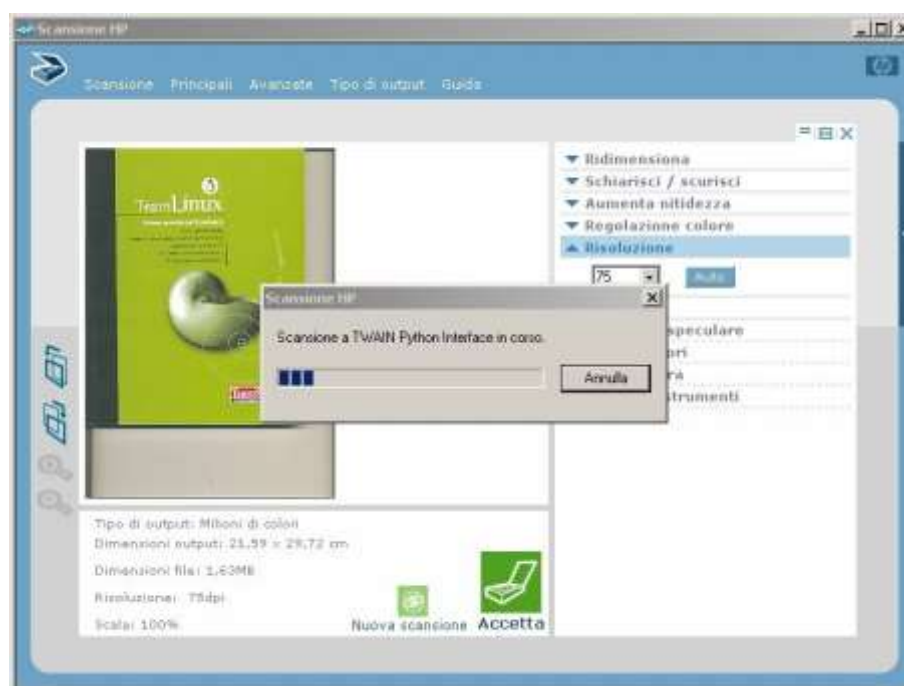 Scansione HP
Scansione Principali Avanzate Tipo di output Guida
Team Linux
Ridimensiona
Schiarisci / scurisci
Aumenta nitidezza
Regolazione colore
Risoluzione
75 Auto
Scansione HP
Scansione a TWAIN Python Interface in corso.
Annulla
speculare
strumenti
Tipo di output: Milioni di colori
Dimensioni output: 21,59 x 29,72 cm
Dimensioni file: 1,63MB
Risoluzione: 75dpi
Scala: 100%
Nuova scansione Accetta